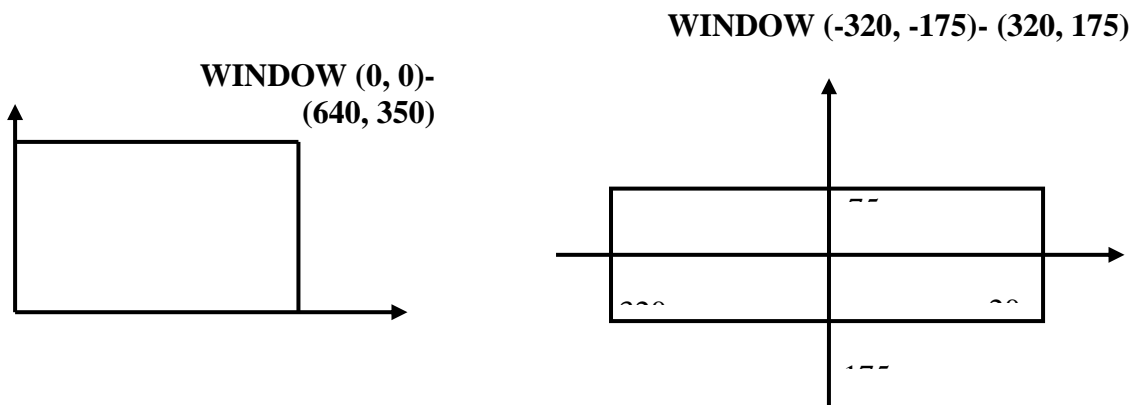 WINDOW (-320, -175)- (320, 175)
WINDOW (0, 0)-
(640, 350)